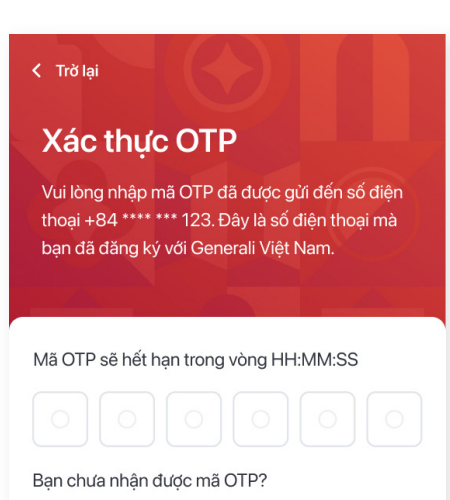 Trở lại
Xác thực OTP
Vui lòng nhập mã OTP đã được gửi đến số điện
thoại +84 **** *** 123. Đây là số điện thoại mà
bạn đã đăng ký với Generali Việt Nam.
Mã OTP sẽ hết hạn trong vòng HH:MM:SS
Bạn chưa nhận được mã OTP?